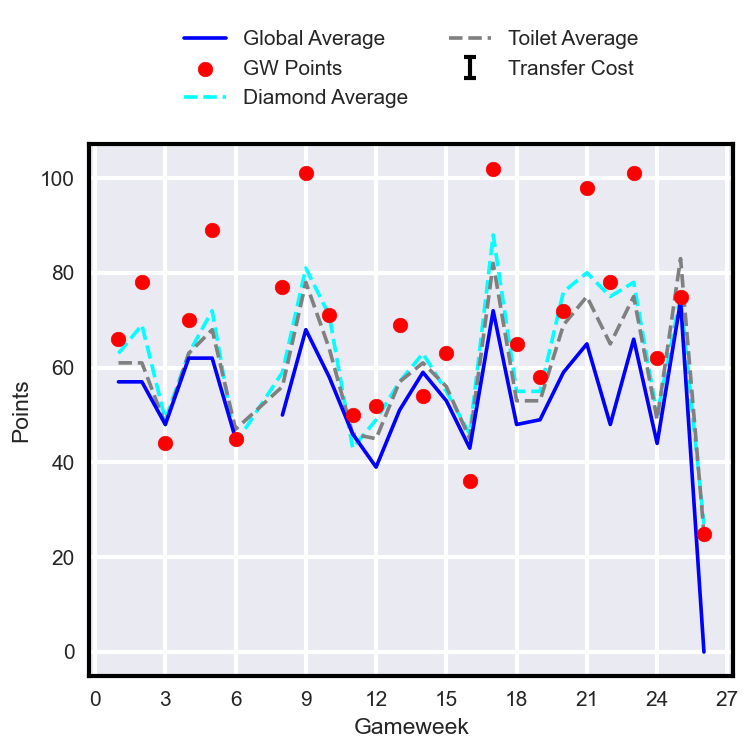 Global Average
GW Points
Diamond Average
Toilet Average
Transfer Cost
100
80
60
40
20
0
Points
0 3 6 9 12 15 18 21 24 27
Gameweek